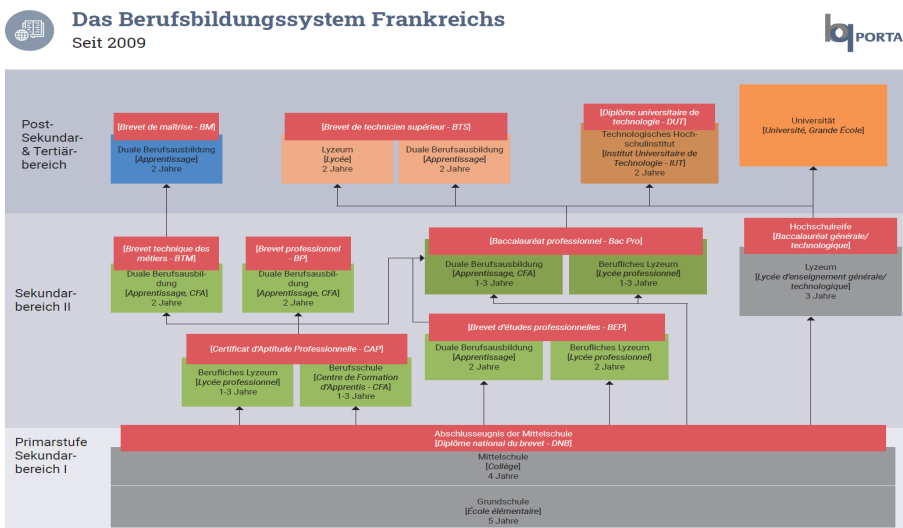 Das Berufsbildungssystem Frankreichs
Seit 2009
bq PORTA
Post-
Sekundar-
& Tertiär-
bereich
[Brevet de maîtrise - BM]
Duale Berufsausbildung
[Apprentissage]
2 Jahre
[Brevet de technicien supérieur - BTS]
Lyzeum
[Lycée]
2 Jahre
Duale Berufsausbildung
[Apprentissage]
2 Jahre
[Diplôme universitaire de
technologie - DUT]
Technologisches Hoch-
schulinstitut
[Institut Universitaire de
Technologie - IUT]
2 Jahre
Universität
[Université, Grande École]
Sekundar-
bereich II
[Brevet technique des
métiers - BTM]
Duale Berufsausbil-
dung
[Apprentissage, CFA]
2 Jahre
[Brevet professionnel
- BP]
Duale Berufsausbil-
dung
[Apprentissage, CFA]
2 Jahre
[Baccalauréat professionnel - Bac Pro]
Duale Berufsausbildung
[Apprentissage, CFA]
1-3 Jahre
Berufliches Lyzeum
[Lycée professionnel]
1-3 Jahre
Hochschulreife
[Baccalauréat générale/
technologique]
Lyzeum
[Lycée d'enseignement générale/
technologique]
3 Jahre
[Certificat d'Aptitude Professionnelle - CAP]
Berufliches Lyzeum
[Lycée professionnel]
1-3 Jahre
Berufsschule
[Centre de Formation
d'Apprentis - CFA]
1-3 Jahre
[Brevet d'études professionnelles - BEP]
Duale Berufsausbildung
[Apprentissage]
2 Jahre
Berufliches Lyzeum
[Lycée professionnel]
2 Jahre
Primarstufe
Sekundar-
bereich I
Abschlusseugnis der Mittelschule
[Diplôme national du brevet - DNB]
Mittelschule
[Collège]
4 Jahre
Grundschule
[École élémentaire]
5 Jahre